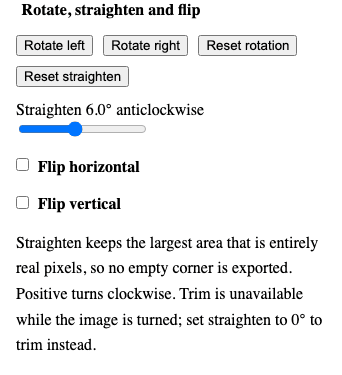 Rotate, straighten and flip
Rotate left Rotate right Reset rotation
Reset straighten
Straighten 6.0° anticlockwise
Flip horizontal
Flip vertical
Straighten keeps the largest area that is entirely
real pixels, so no empty corner is exported.
Positive turns clockwise. Trim is unavailable
while the image is turned; set straighten to 0° to
trim instead.